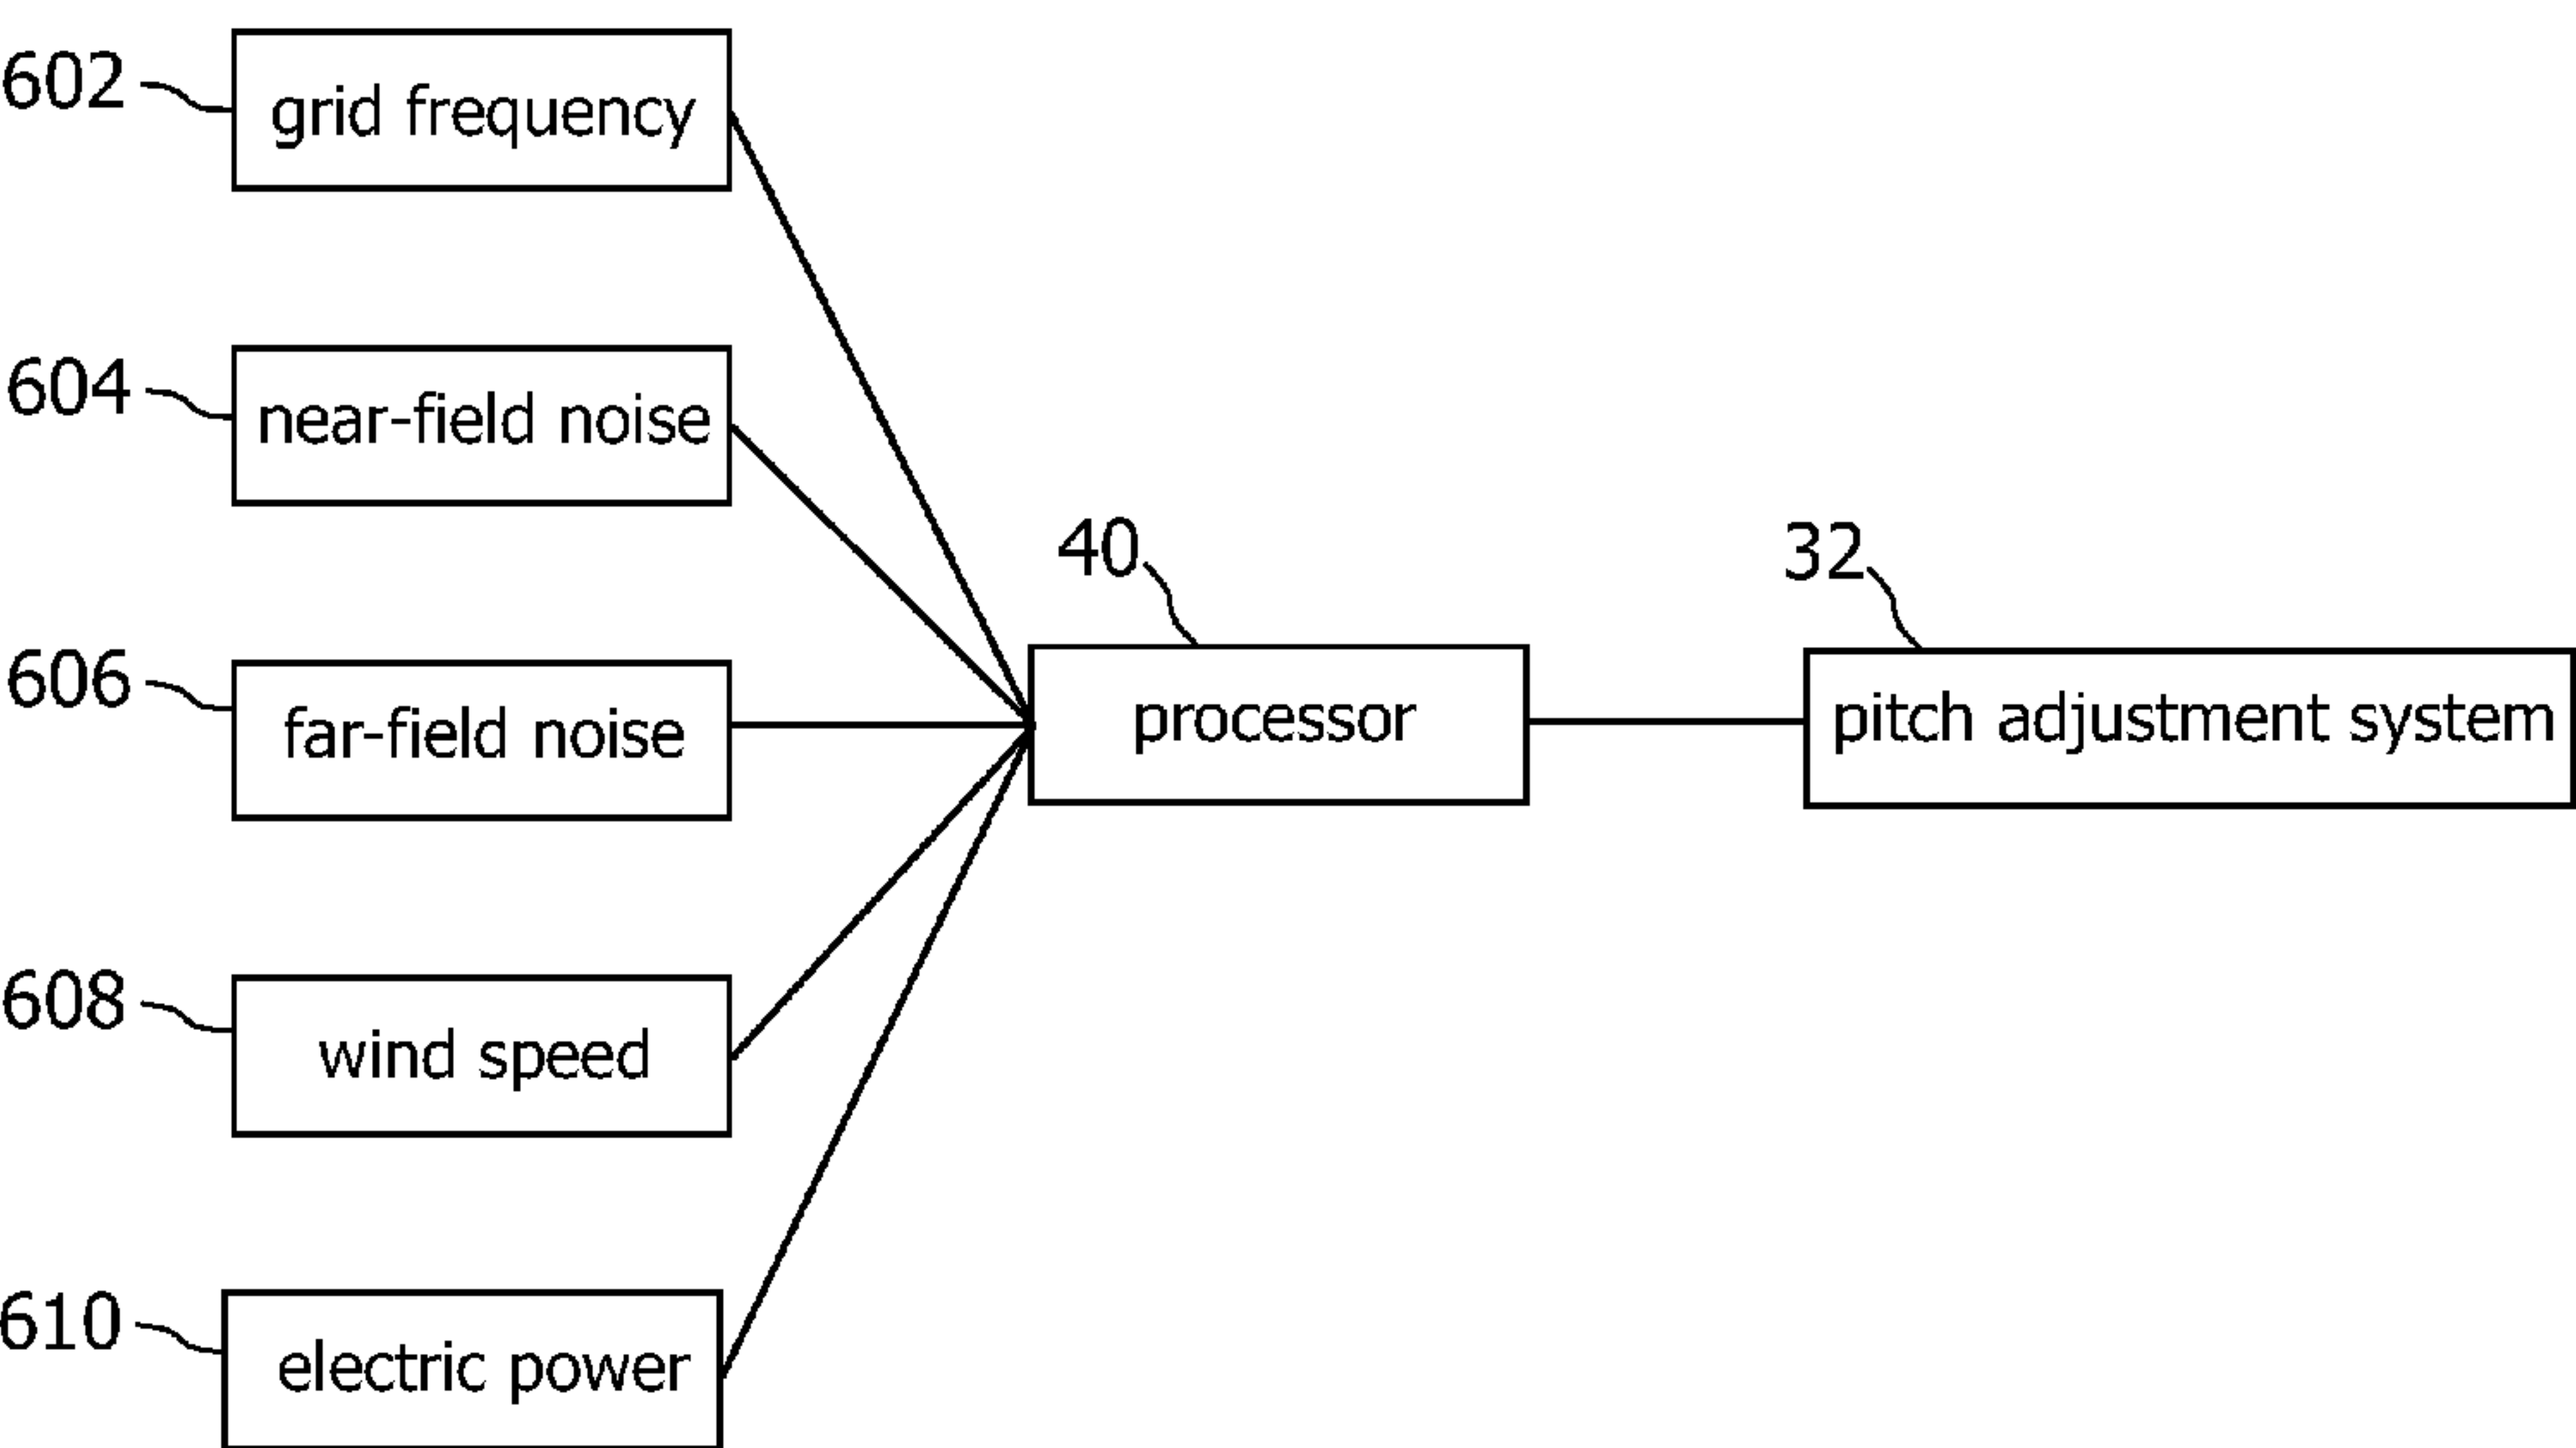 602
grid frequency
604
near-field noise
606
far-field noise
608
wind speed
610
electric power
40
processor
32
pitch adjustment system